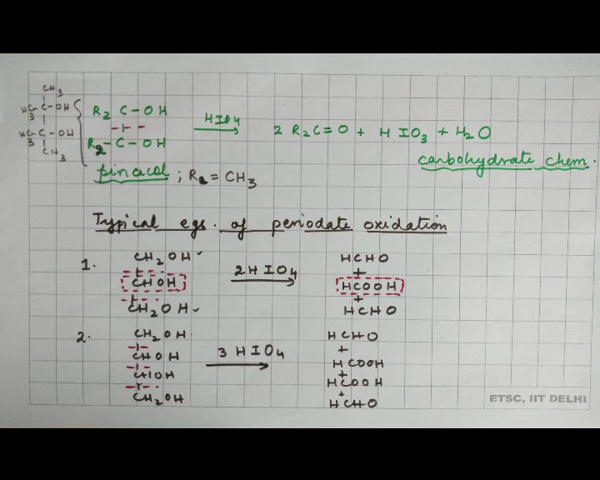 CH3
H3C-C-OH
H3C-C-OH
CH3
R2 C-OH
R2-C-OH
HIO4
2 R2C=O + H IO3 + H2O
carbohydrate chem.
pinacol ; R2 = CH3
Typical egs. of periodate oxidation
1.
CH2OH
CHOH
CH2OH
2HIO4
HCHO
+
HCOOH
+
HCHO
2.
CH2OH
CHOH
CHOH
CH2OH
3 HIO4
HCHO
+
HCOOH
+
HCOOH
+
HCHO
ETSC, IIT DELHI